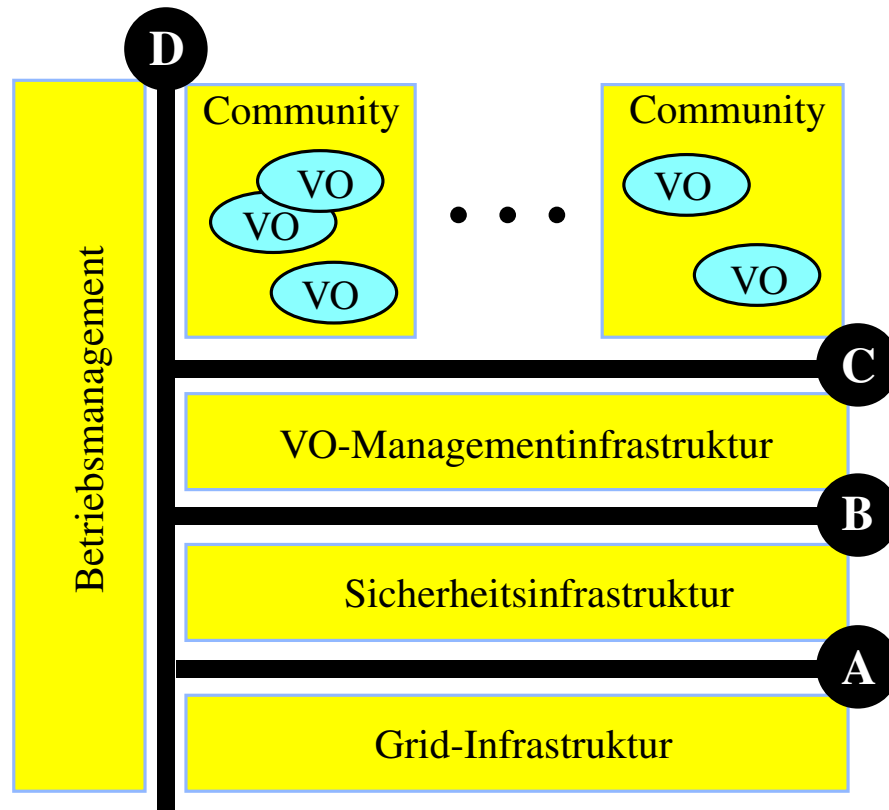 D
Community
Community
VO
VO
VO
VO
VO
. . .
Betriebsmanagement
C
VO-Managementinfrastruktur
B
Sicherheitsinfrastruktur
A
Grid-Infrastruktur